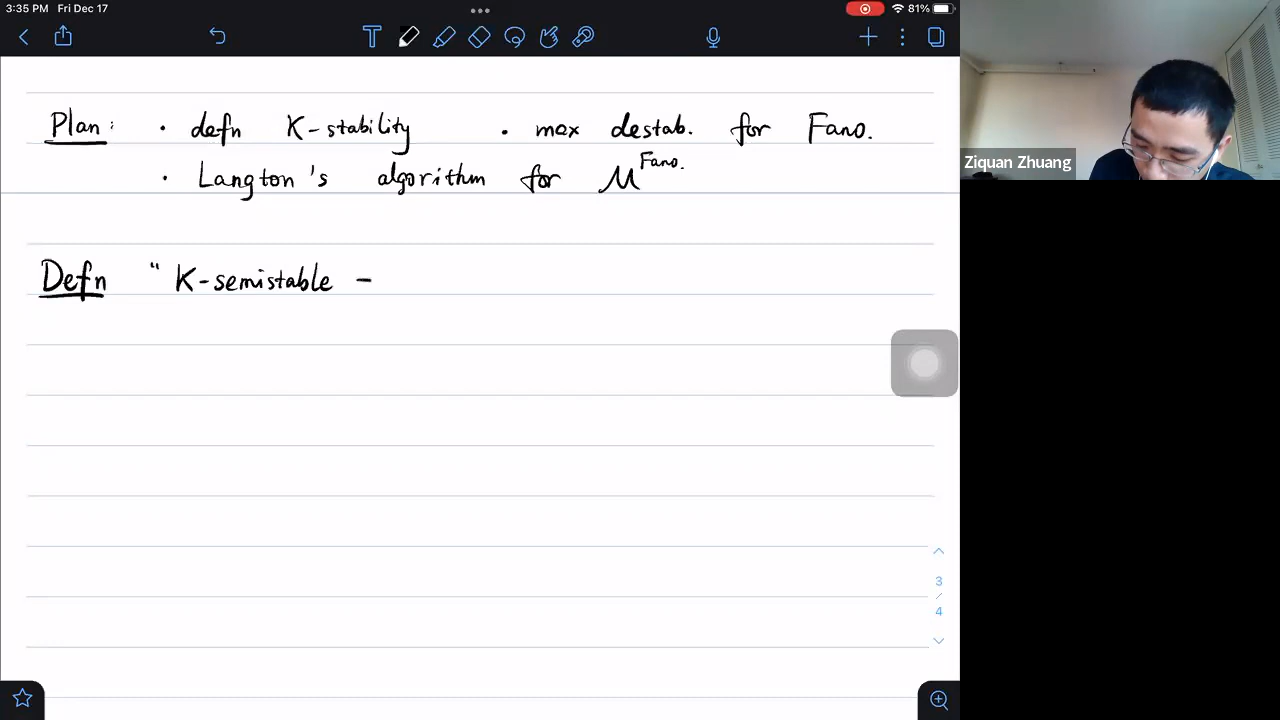 3:35 PM Fri Dec 17
81%
T
Plan: · defn K-stability · max destab. for Fano.
· Langton's algorithm for M^Fano.
Defn " K-semistable -
3
/
4
Ziquan Zhuang